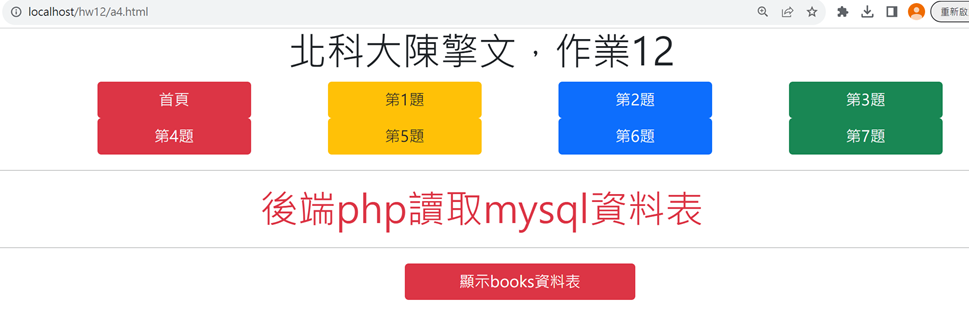 localhost/hw12/a4.html
重新啟
北科大陳擎文，作業12
首頁 第1題 第2題 第3題
第4題 第5題 第6題 第7題
後端php讀取mysql資料表
顯示books資料表